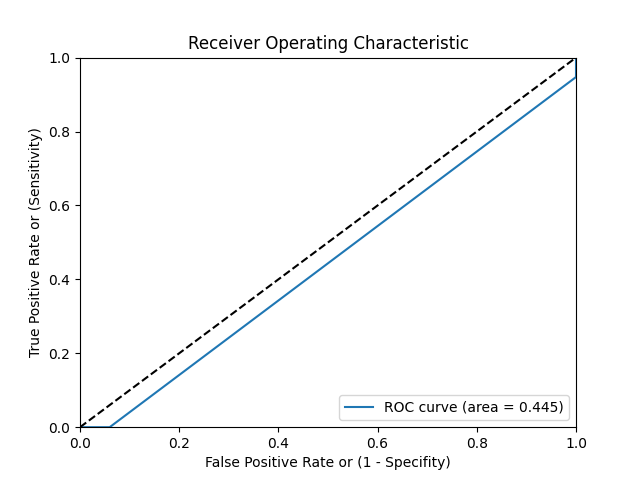 Receiver Operating Characteristic
1.0
0.8
0.6
0.4
0.2
0.0
True Positive Rate or (Sensitivity)
ROC curve (area = 0.445)
0.0 0.2 0.4 0.6 0.8 1.0
False Positive Rate or (1 - Specifity)